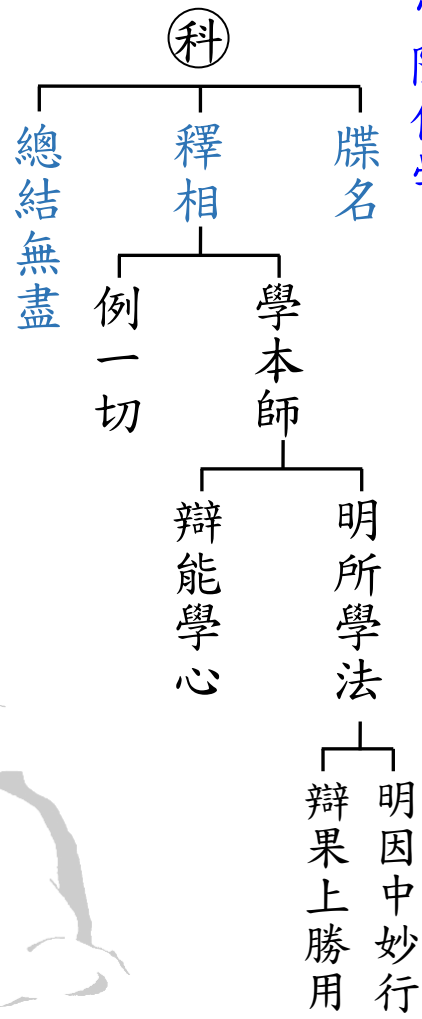 科
牒名
釋相
總結無盡
學本師
例一切
明所學法
辯能學心
明因中妙行
辯果上勝用